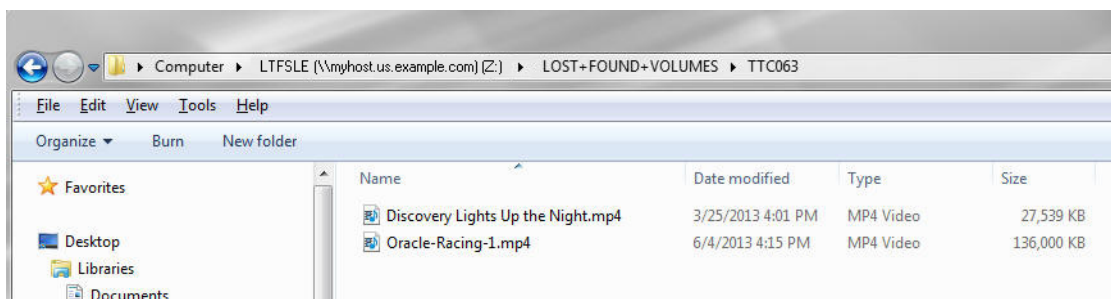 Computer LTFSLE (\\myhost.us.example.com) (Z:) LOST+FOUND+VOLUMES TTC063
File Edit View Tools Help
Organize Burn New folder
Favorites
Desktop
Libraries
Documents
Name Date modified Type Size
Discovery Lights Up the Night.mp4 3/25/2013 4:01 PM MP4 Video 27,539 KB
Oracle-Racing-1.mp4 6/4/2013 4:15 PM MP4 Video 136,000 KB